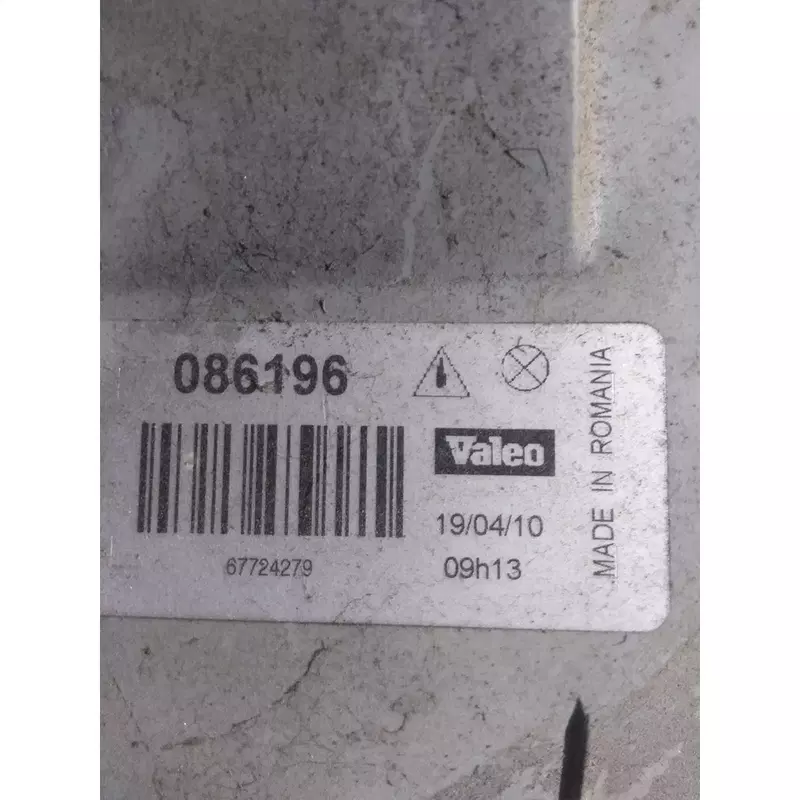 086196
Valeo
19/04/10
67724279
09h13
MADE IN ROMANIA